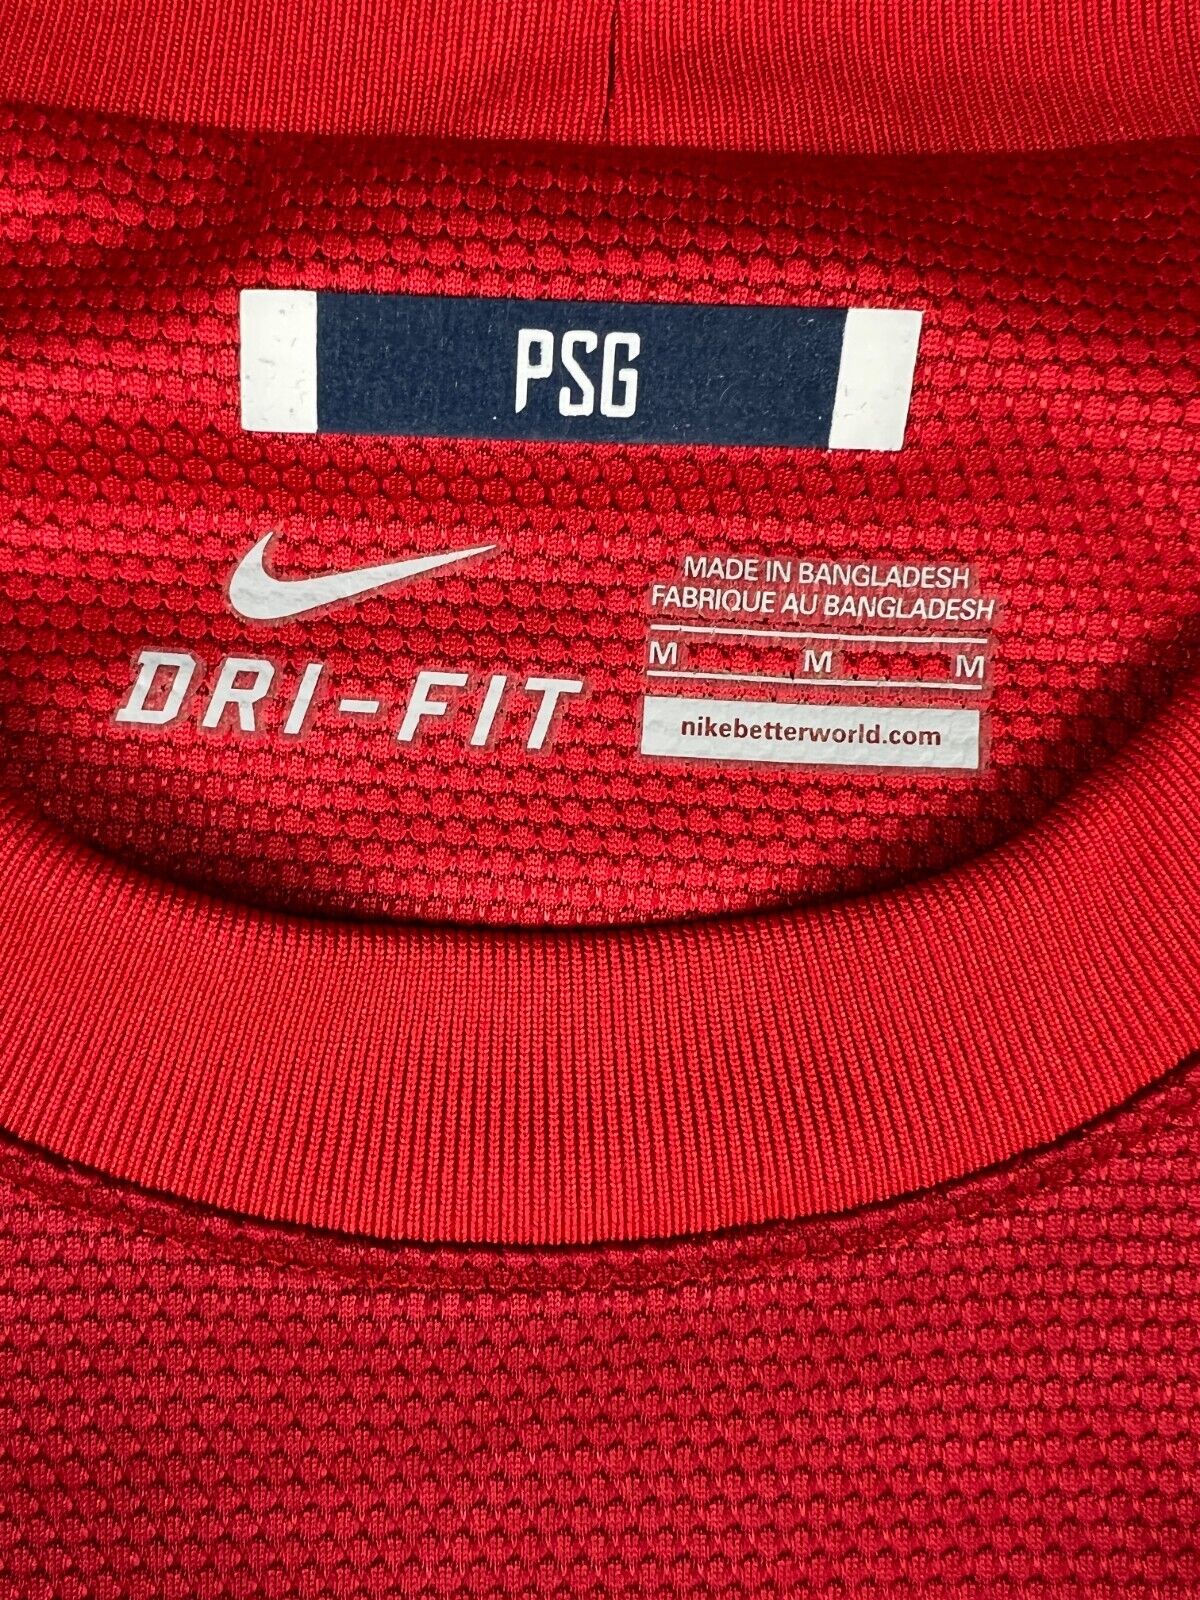 PSG
DRI-FIT
MADE IN BANGLADESH
FABRIQUE AU BANGLADESH
M M M
nikebetterworld.com